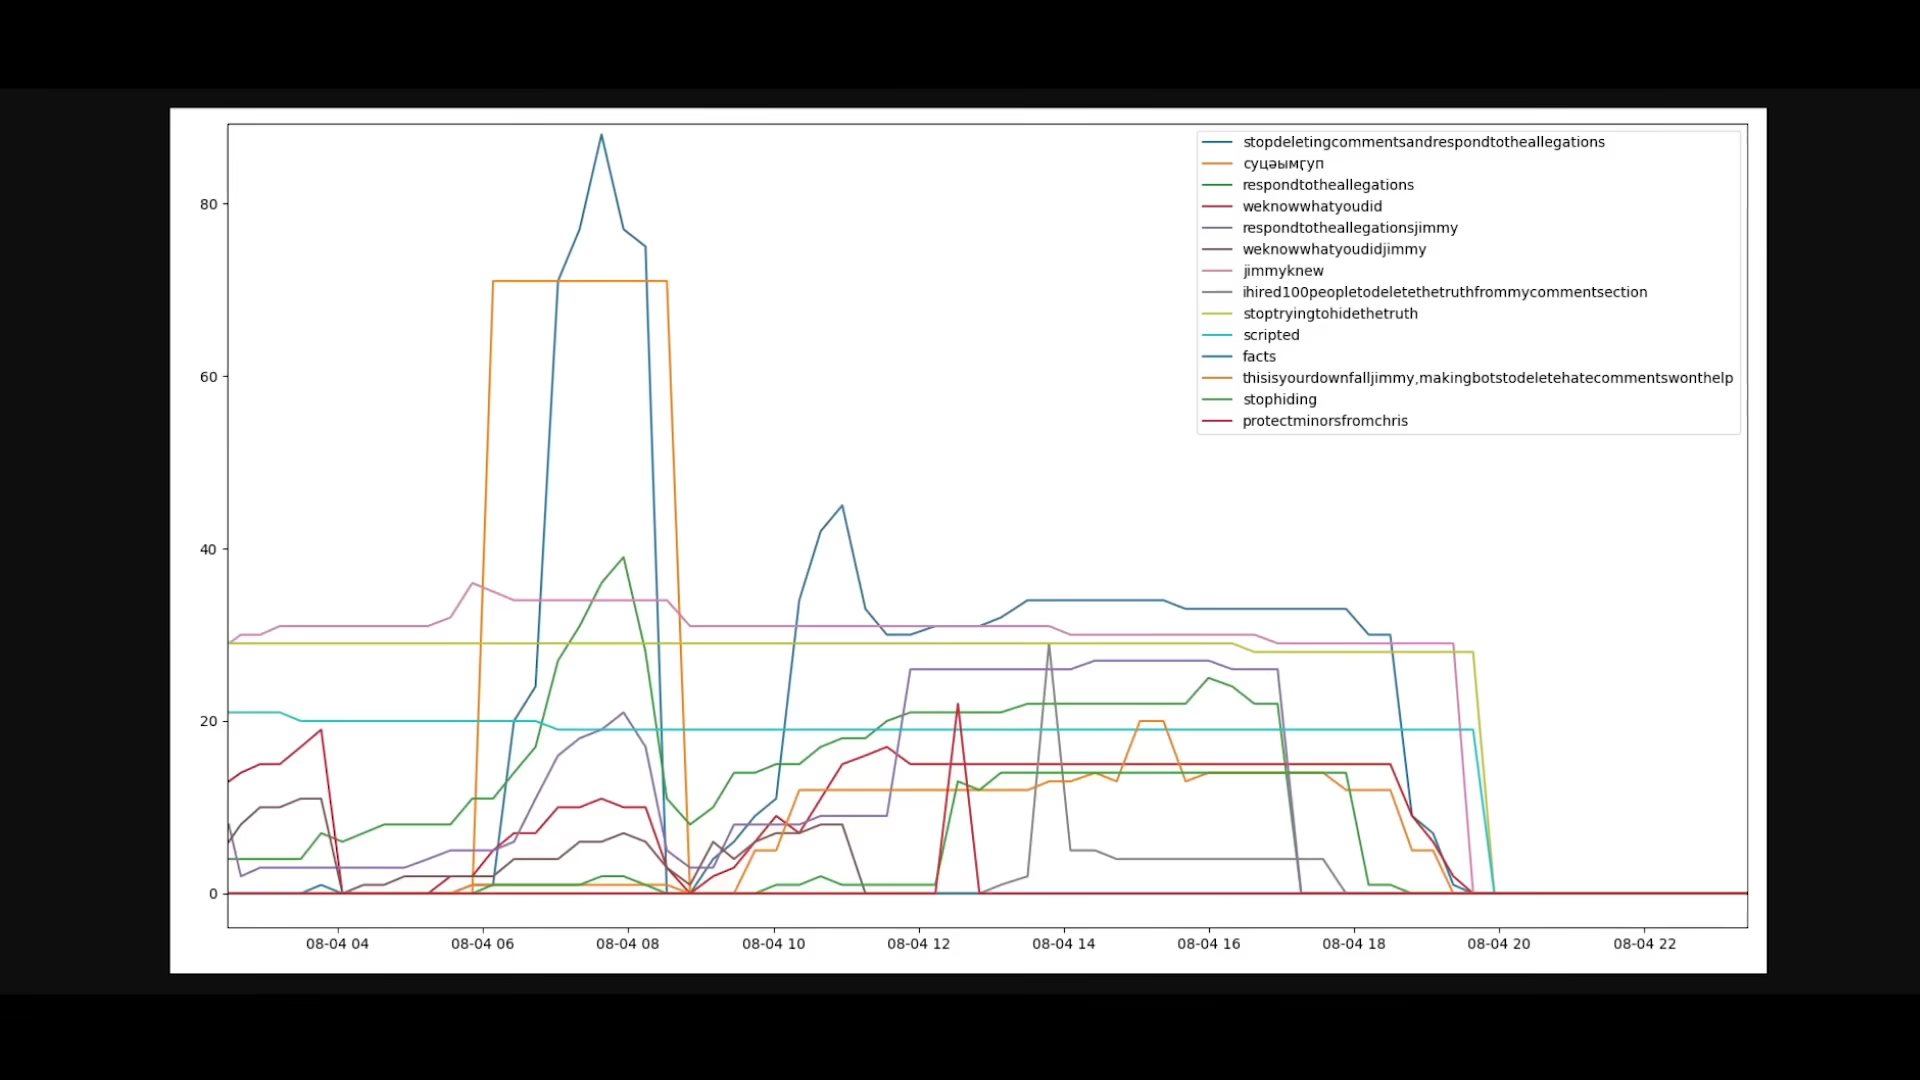 stopdeletingcommentsandrespondtotheallegations
суцәымӷуп
respondtotheallegations
weknowwhatyoudid
respondtotheallegationsjimmy
weknowwhatyoudidjimmy
jimmyknew
ihired100peopletodeletethetruthfrommycommentsection
stoptryingtohidethetruth
scripted
facts
thisisyourdownfalljimmy,makingbotstodeletehatecommentswonthelp
stophiding
protectminorsfromchris
80
60
40
20
0
08-04 04 08-04 06 08-04 08 08-04 10 08-04 12 08-04 14 08-04 16 08-04 18 08-04 20 08-04 22